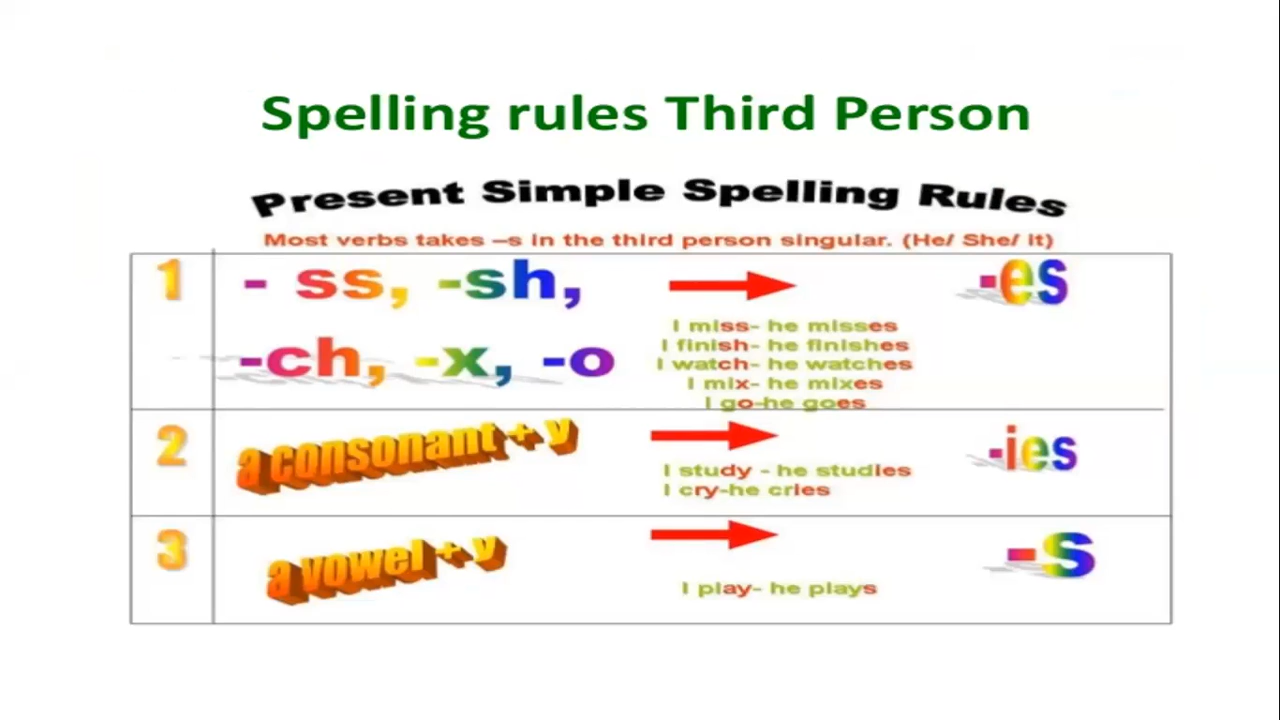 Spelling rules Third Person
Present Simple Spelling Rules
Most verbs takes –s in the third person singular. (He/ She/ It)
1
- ss, -sh,
-ch, -x, -o
I miss- he misses
I finish- he finishes
I watch- he watches
I mix- he mixes
I go-he goes
-es
2
a consonant + y
I study - he studies
I cry-he cries
-ies
3
a vowel + y
I play- he plays
-s